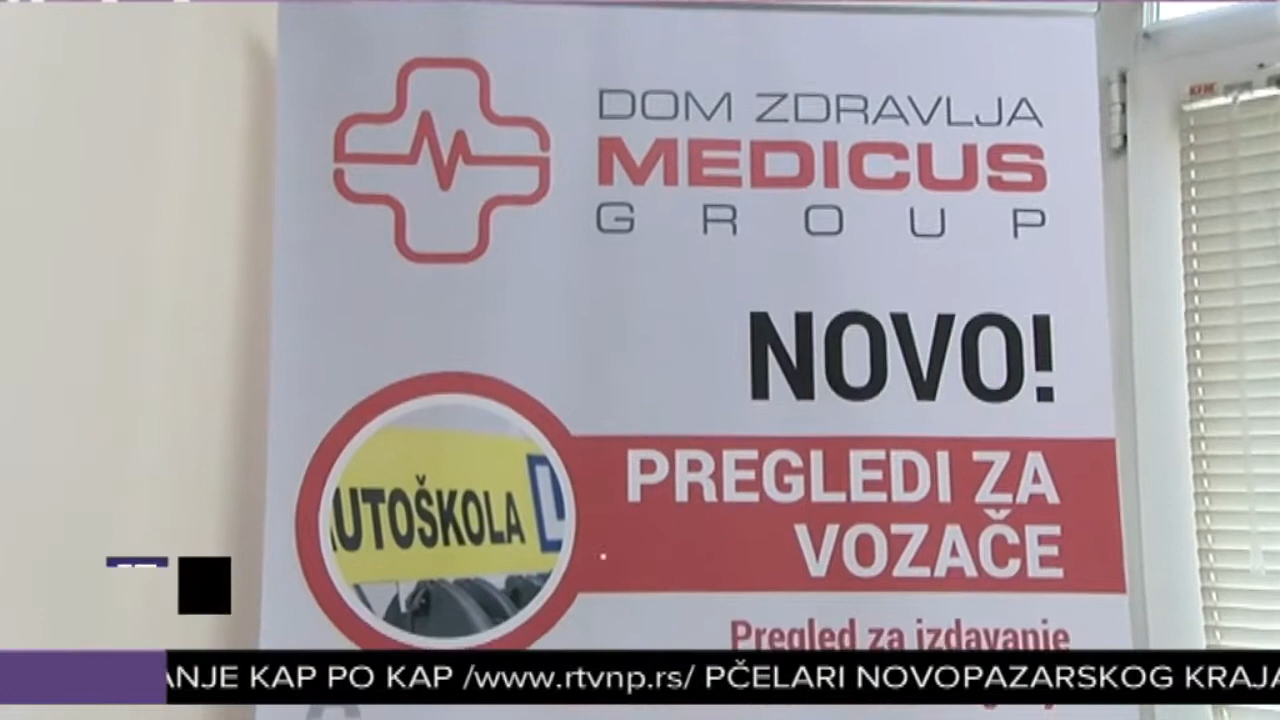 DOM ZDRAVLJA
MEDICUS
GROUP
NOVO!
UTOŠKOLA L
PREGLEDI ZA
VOZAČE
Pregled za izdavanje
ANJE KAP PO KAP /www.rtvnp.rs/ PČELARI NOVOPAZARSKOG KRAJA